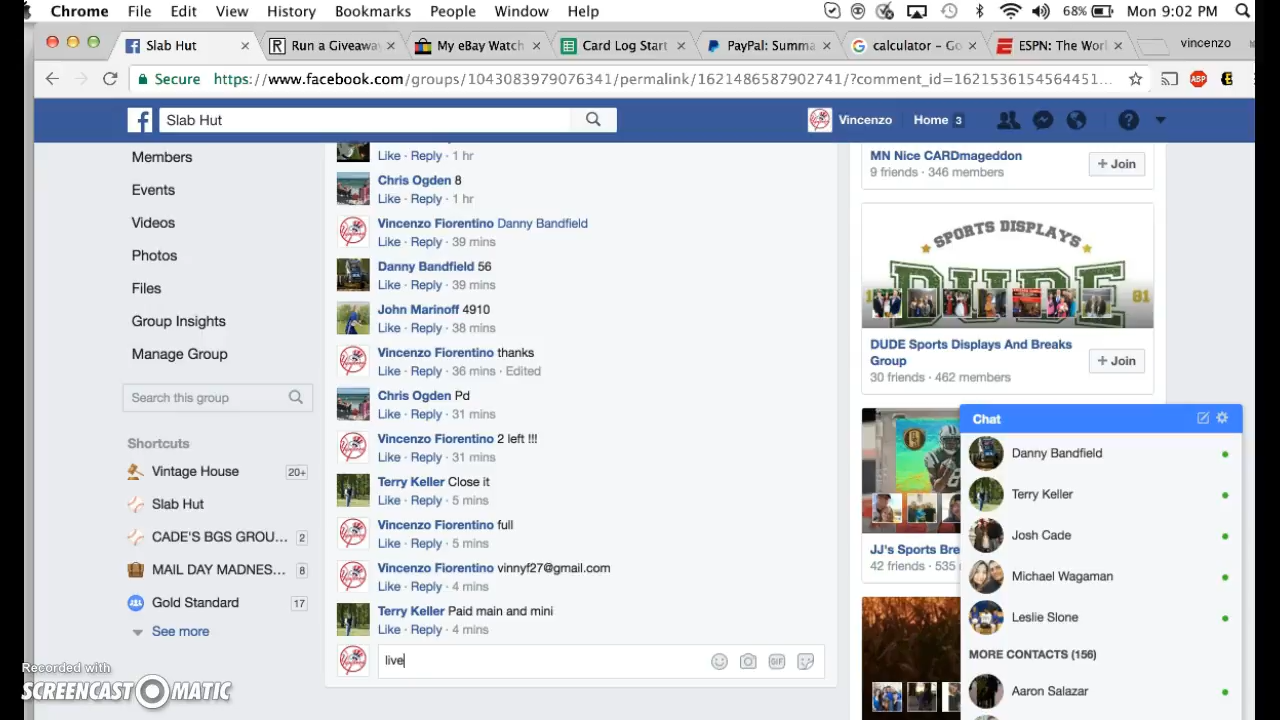 Chrome File Edit View History Bookmarks People Window Help 68% Mon 9:02 PM
Slab Hut Run a Giveaway My eBay Watch Card Log Start PayPal: Summa calculator – Go ESPN: The Worl vincenzo
Secure https://www.facebook.com/groups/1043083979076341/permalink/1621486587902741/?comment_id=1621536154564451... ABP
Slab Hut Vincenzo Home 3
Members
Events
Videos
Photos
Files
Group Insights
Manage Group
Search this group
Shortcuts
Vintage House 20+
Slab Hut
CADE'S BGS GROU... 2
MAIL DAY MADNES... 8
Gold Standard 17
See more
Like · Reply · 1 hr
Chris Ogden 8
Like · Reply · 1 hr
Vincenzo Fiorentino Danny Bandfield
Like · Reply · 39 mins
Danny Bandfield 56
Like · Reply · 39 mins
John Marinoff 4910
Like · Reply · 38 mins
Vincenzo Fiorentino thanks
Like · Reply · 36 mins · Edited
Chris Ogden Pd
Like · Reply · 31 mins
Vincenzo Fiorentino 2 left !!!
Like · Reply · 31 mins
Terry Keller Close it
Like · Reply · 5 mins
Vincenzo Fiorentino full
Like · Reply · 5 mins
Vincenzo Fiorentino vinnyf27@gmail.com
Like · Reply · 4 mins
Terry Keller Paid main and mini
Like · Reply · 4 mins
live
GIF
MN Nice CARDmageddon
9 friends · 346 members
+ Join
SPORTS DISPLAYS
DUDE
81
DUDE Sports Displays And Breaks
Group
30 friends · 462 members
+ Join
JJ's Sports Bre
42 friends · 535
Chat
Danny Bandfield
Terry Keller
Josh Cade
Michael Wagaman
Leslie Slone
MORE CONTACTS (156)
Aaron Salazar
Recorded with
SCREENCAST O MATIC